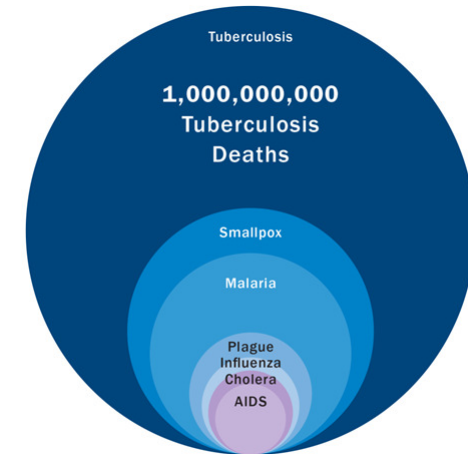 Tuberculosis
1,000,000,000
Tuberculosis
Deaths
Smallpox
Malaria
Plague
Influenza
Cholera
AIDS